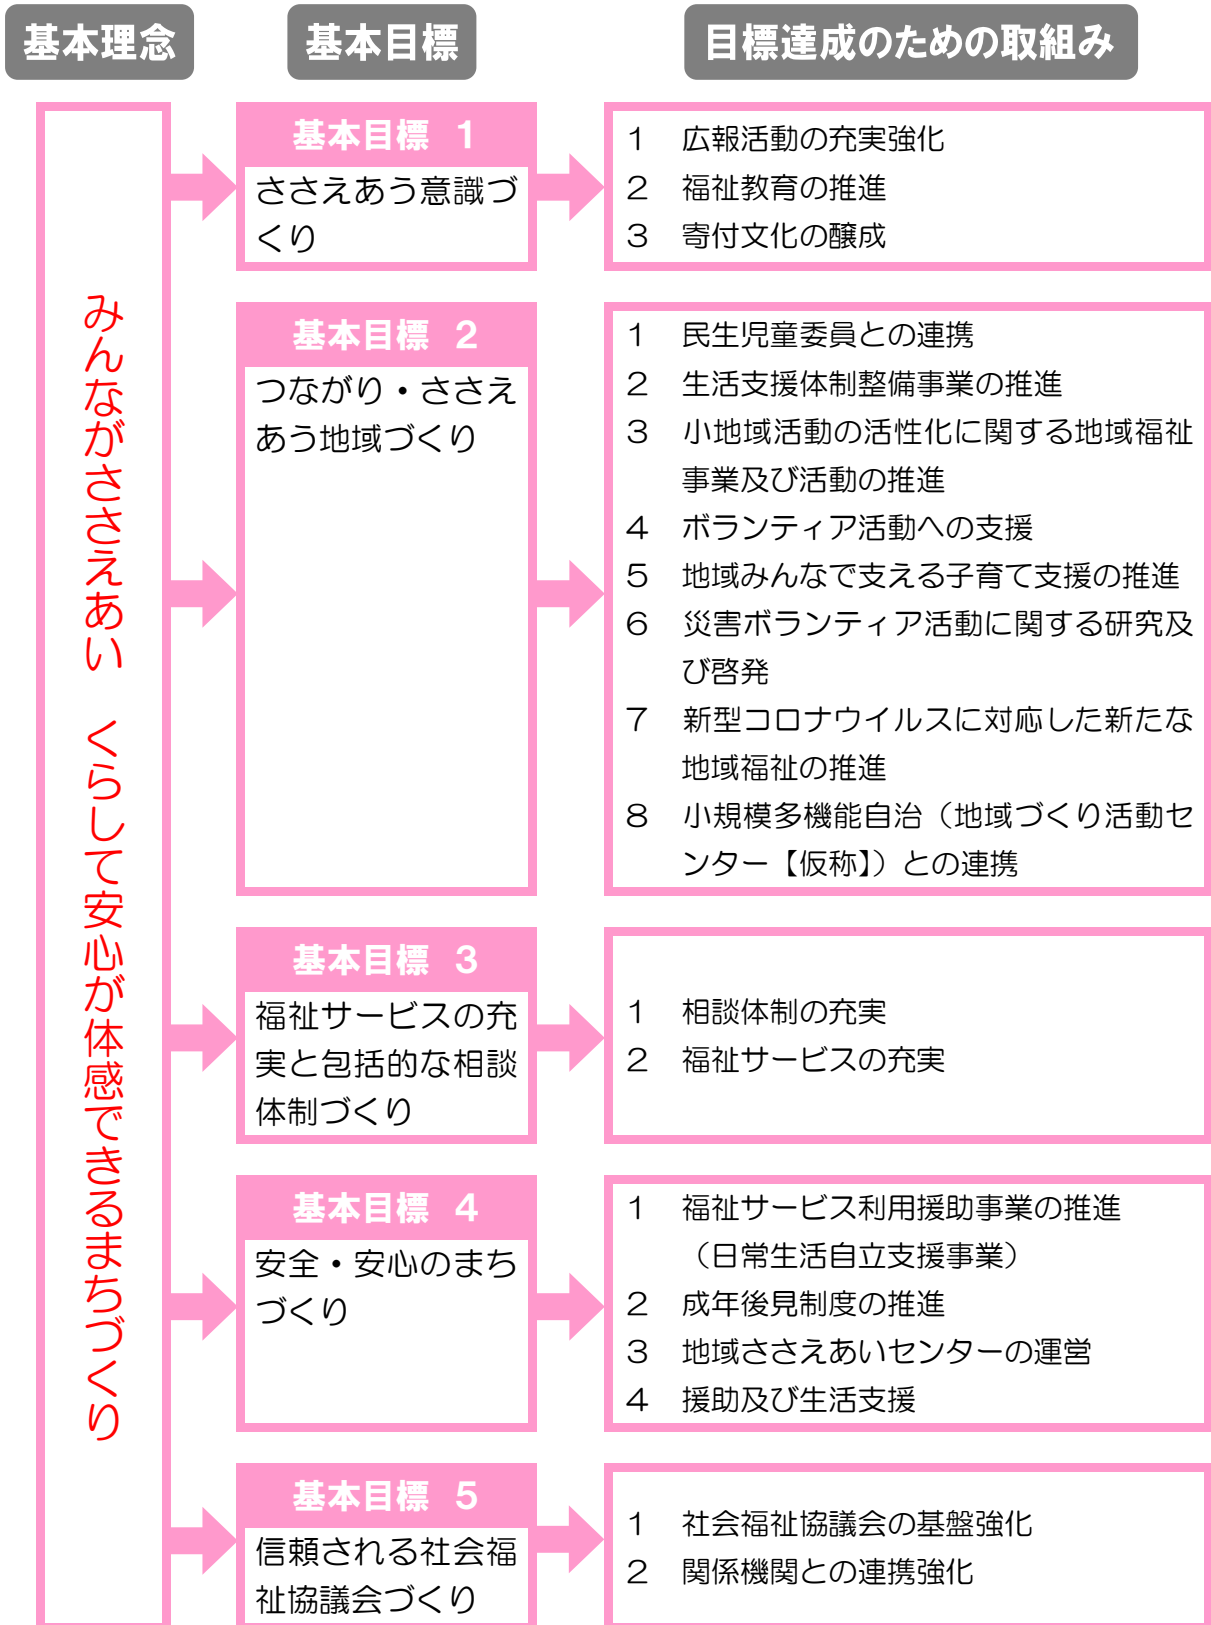 基本理念
基本目標
目標達成のための取組み
みんながささえあい　くらして安心が体感できるまちづくり
基本目標　1
ささえあう意識づ
くり
1　広報活動の充実強化
2　福祉教育の推進
3　寄付文化の醸成
基本目標　2
つながり・ささえ
あう地域づくり
1　民生児童委員との連携
2　生活支援体制整備事業の推進
3　小地域活動の活性化に関する地域福祉
事業及び活動の推進
4　ボランティア活動への支援
5　地域みんなで支える子育て支援の推進
6　災害ボランティア活動に関する研究及
び啓発
7　新型コロナウイルスに対応した新たな
地域福祉の推進
8　小規模多機能自治（地域づくり活動セ
ンター【仮称】）との連携
基本目標　3
福祉サービスの充
実と包括的な相談
体制づくり
1　相談体制の充実
2　福祉サービスの充実
基本目標　4
安全・安心のまち
づくり
1　福祉サービス利用援助事業の推進
（日常生活自立支援事業）
2　成年後見制度の推進
3　地域ささえあいセンターの運営
4　援助及び生活支援
基本目標　5
信頼される社会福
祉協議会づくり
1　社会福祉協議会の基盤強化
2　関係機関との連携強化